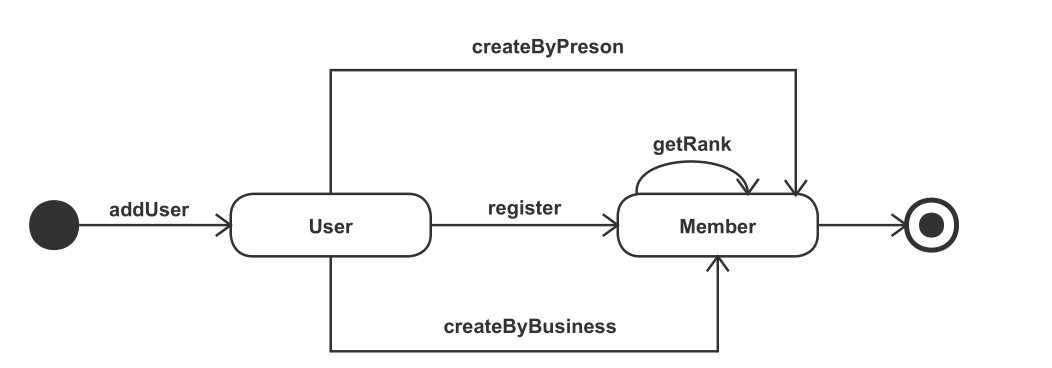 createByPreson
getRank
addUser
register
User
Member
createByBusiness